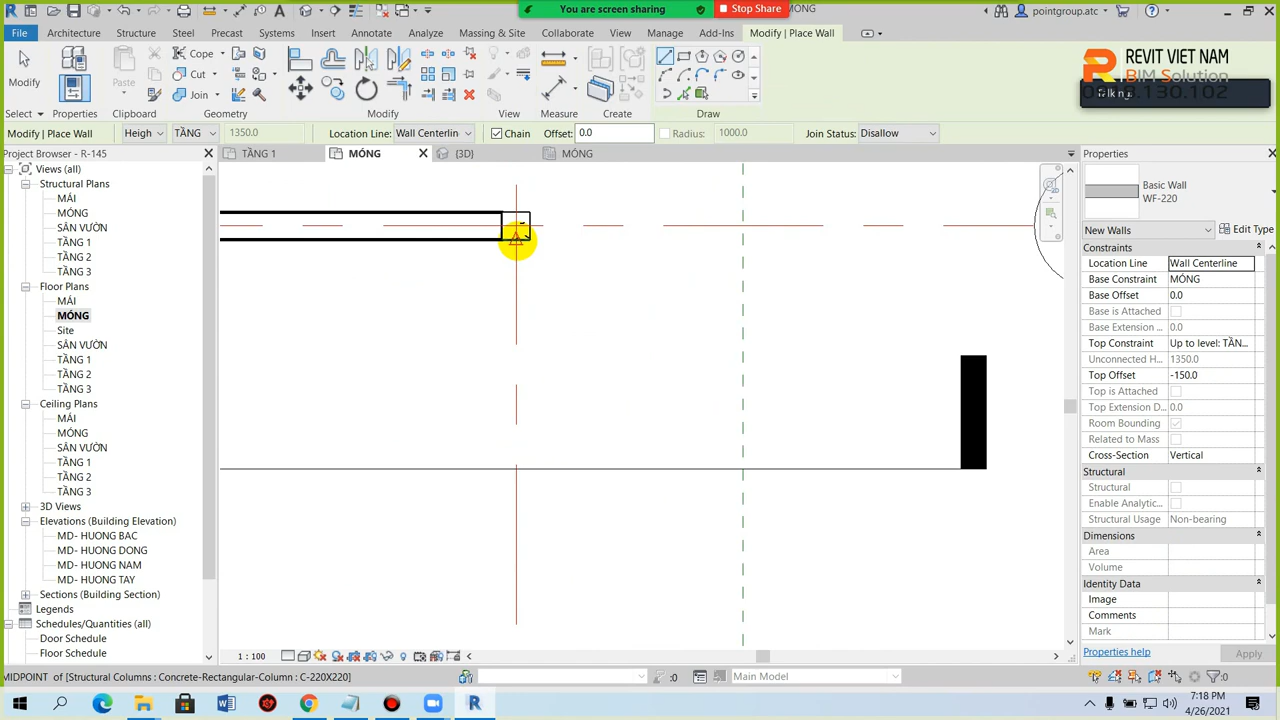 You are screen sharing
Stop Share
MONG
pointgroup.atc
File
Architecture
Structure
Steel
Precast
Systems
Insert
Annotate
Analyze
Massing & Site
Collaborate
View
Manage
Add-Ins
Modify | Place Wall
REVIT VIET NAM
BIM Solution
Modify
Paste
Cope
Cut
Join
Select
Properties
Clipboard
Geometry
Modify
View
Measure
Create
Draw
Modify | Place Wall
Heigh
TẦNG
1350.0
Location Line:
Wall Centerlin
Chain
Offset:
0.0
Radius:
1000.0
Join Status:
Disallow
Project Browser - R-145
TẦNG 1
MÓNG
{3D}
MÓNG
Properties
Views (all)
Structural Plans
MÁI
MÓNG
SÂN VƯỜN
TẦNG 1
TẦNG 2
TẦNG 3
Floor Plans
MÁI
MÓNG
Site
SÂN VƯỜN
TẦNG 1
TẦNG 2
TẦNG 3
Ceiling Plans
MÁI
MÓNG
SÂN VƯỜN
TẦNG 1
TẦNG 2
TẦNG 3
3D Views
Elevations (Building Elevation)
MD- HUONG BAC
MD- HUONG DONG
MD- HUONG NAM
MD- HUONG TAY
Sections (Building Section)
Legends
Schedules/Quantities (all)
Door Schedule
Floor Schedule
Basic Wall
WF-220
New Walls
Edit Type
Constraints
Location Line
Wall Centerline
Base Constraint
MÓNG
Base Offset
0.0
Base is Attached
Base Extension ...
0.0
Top Constraint
Up to level: TẦN...
Unconnected H...
1350.0
Top Offset
-150.0
Top is Attached
Top Extension D...
0.0
Room Bounding
Related to Mass
Cross-Section
Vertical
Structural
Structural
Enable Analytic...
Structural Usage
Non-bearing
Dimensions
Area
Volume
Identity Data
Image
Comments
Mark
Properties help
Apply
1 : 100
MIDPOINT of [Structural Columns : Concrete-Rectangular-Column : C-220X220]
:0
Main Model
:0
7:18 PM
4/26/2021